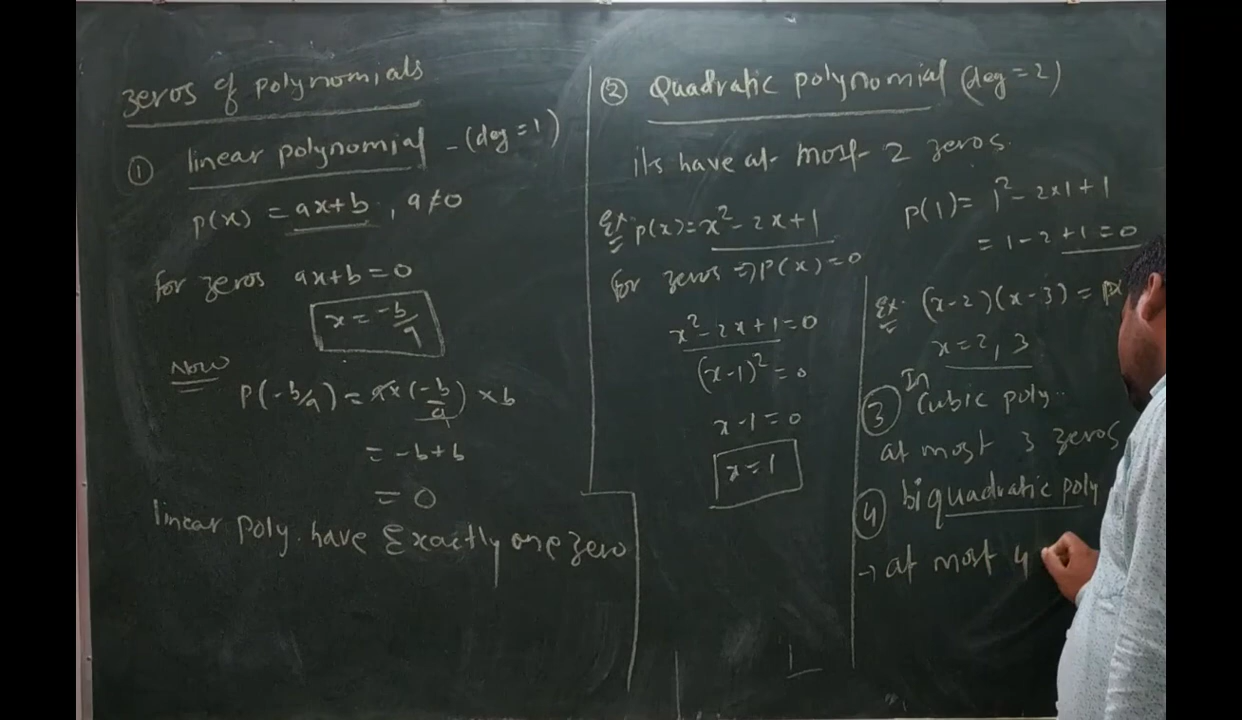 zeros of polynomials
① linear polynomial - (deg = 1)
p(x) = ax+b, a≠0
for zeros ax+b = 0
x = -b/a
Now
P(-b/a) = a×(-b/a) × b
= -b+b
= 0
linear poly. have Exactly one zero
② Quadratic polynomial (deg = 2)
its have at most 2 zeros.
Ex: p(x) = x² - 2x + 1
for zeros ⇒ P(x) = 0
x² - 2x + 1 = 0
(x-1)² = 0
x-1 = 0
x = 1
P(1) = 1² - 2×1 + 1
= 1 - 2 + 1 = 0
Ex: (x-2)(x-3) = p(x
x = 2, 3
③ In Cubic poly..
at most 3 zeros
④ biquadratic poly
→ at most 4